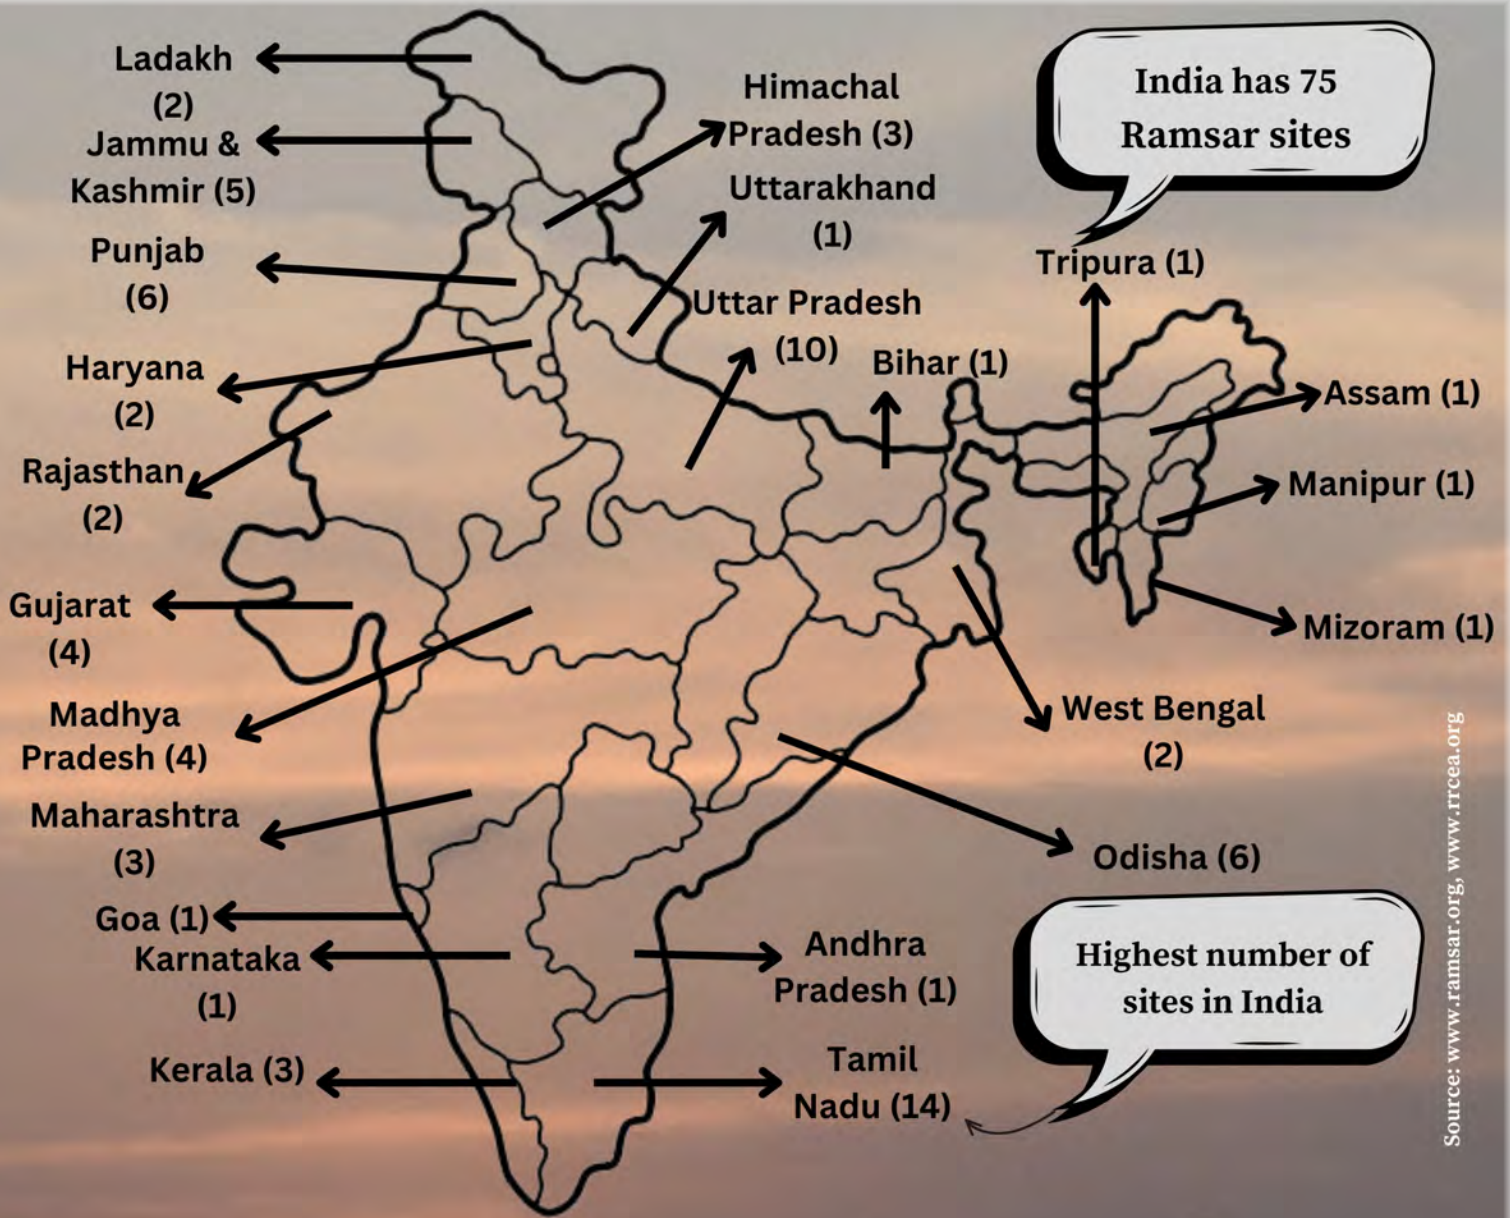 Ladakh
(2)
Jammu &
Kashmir (5)
Punjab
(6)
Haryana
(2)
Rajasthan
(2)
Gujarat
(4)
Madhya
Pradesh (4)
Maharashtra
(3)
Goa (1)
Karnataka
(1)
Kerala (3)
Himachal
Pradesh (3)
Uttarakhand
(1)
Uttar Pradesh
(10)
Bihar (1)
India has 75
Ramsar sites
Tripura (1)
Assam (1)
Manipur (1)
Mizoram (1)
West Bengal
(2)
Odisha (6)
Andhra
Pradesh (1)
Tamil
Nadu (14)
Highest number of
sites in India
Source: www.ramsar.org, www.rrcea.org